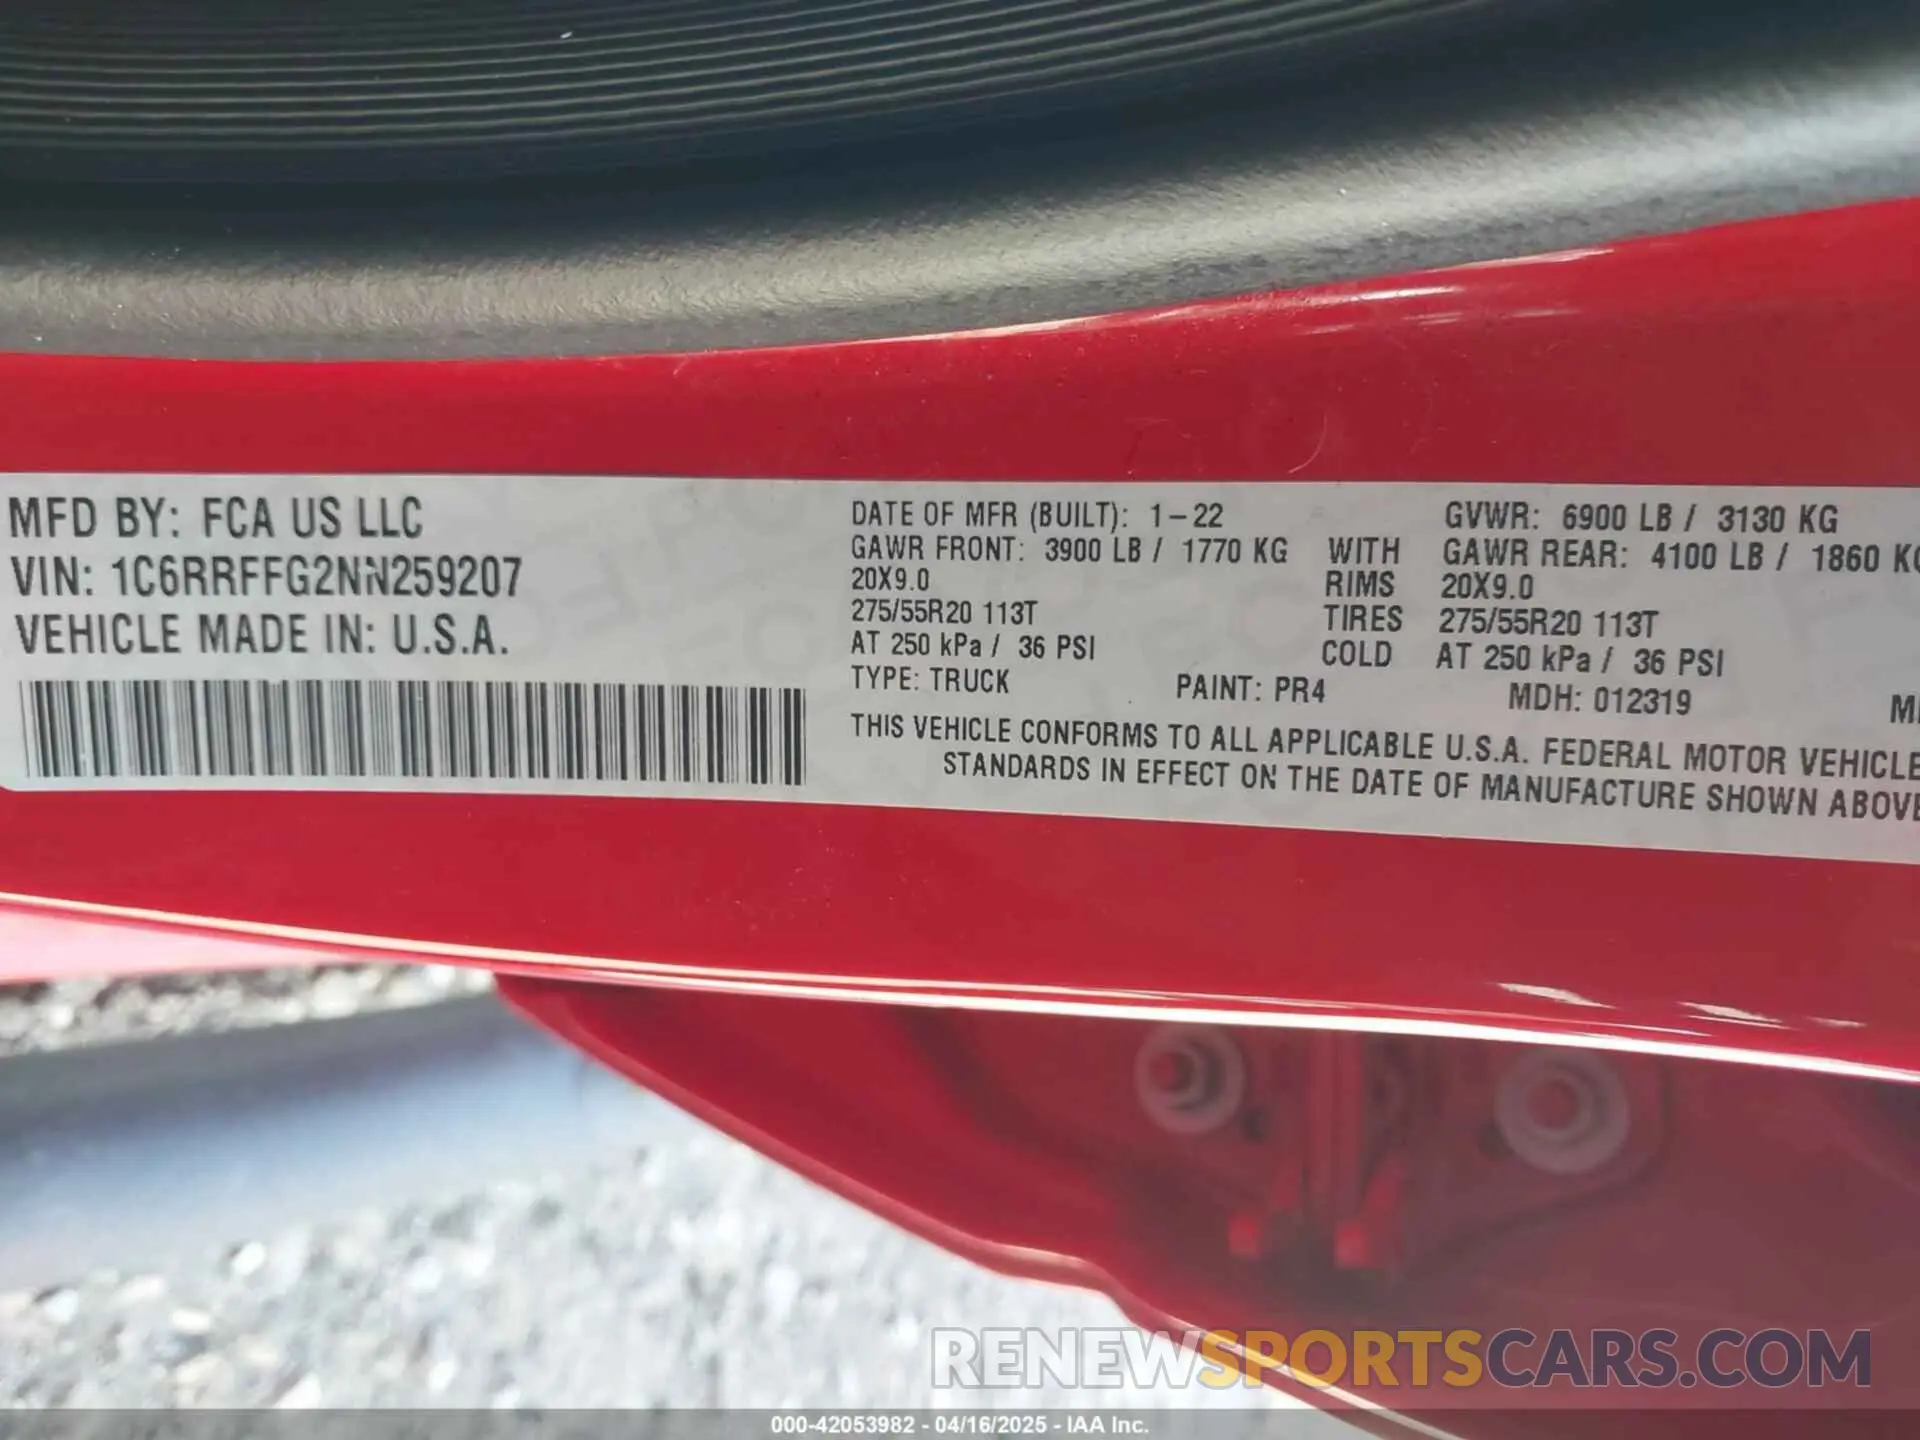 MFD BY: FCA US LLC
VIN: 1C6RRFFG2NN259207
VEHICLE MADE IN: U.S.A.
DATE OF MFR (BUILT): 1-22 GVWR: 6900 LB / 3130 KG
GAWR FRONT: 3900 LB / 1770 KG WITH GAWR REAR: 4100 LB / 1860
20X9.0 RIMS 20X9.0
275/55R20 113T TIRES 275/55R20 113T
AT 250 kPa / 36 PSI COLD AT 250 kPa / 36 PSI
TYPE: TRUCK PAINT: PR4 MDH: 012319
THIS VEHICLE CONFORMS TO ALL APPLICABLE U.S.A. FEDERAL MOTOR VEHICLE
STANDARDS IN EFFECT ON THE DATE OF MANUFACTURE SHOWN ABOVE
RENEWSPORTSCARS.COM
000-42053982 - 04/16/2025 - IAA Inc.